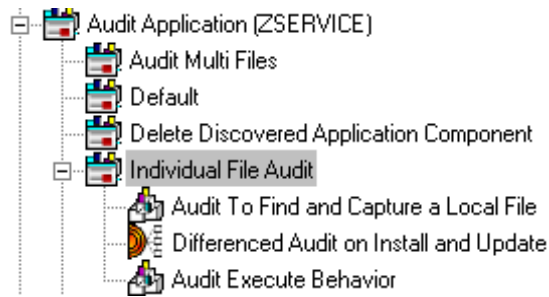 Audit Application (ZSERVICE)
Audit Multi Files
Default
Delete Discovered Application Component
Individual File Audit
Audit To Find and Capture a Local File
Differenced Audit on Install and Update
Audit Execute Behavior